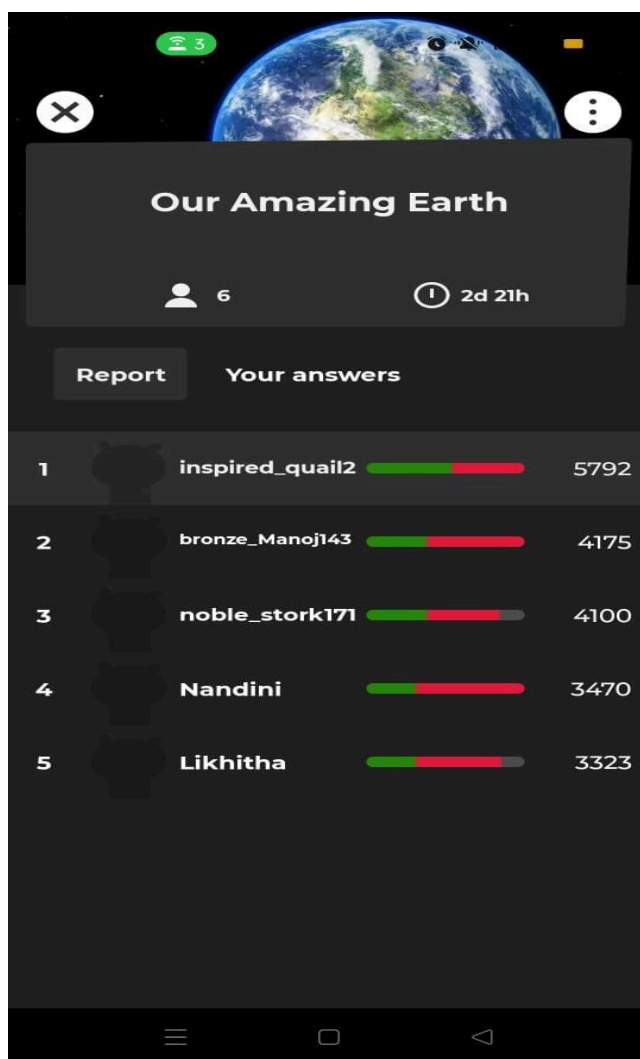 3
Our Amazing Earth
6 2d 21h
Report Your answers
1 inspired_quail2 5792
2 bronze_Manoj143 4175
3 noble_stork171 4100
4 Nandini 3470
5 Likhitha 3323